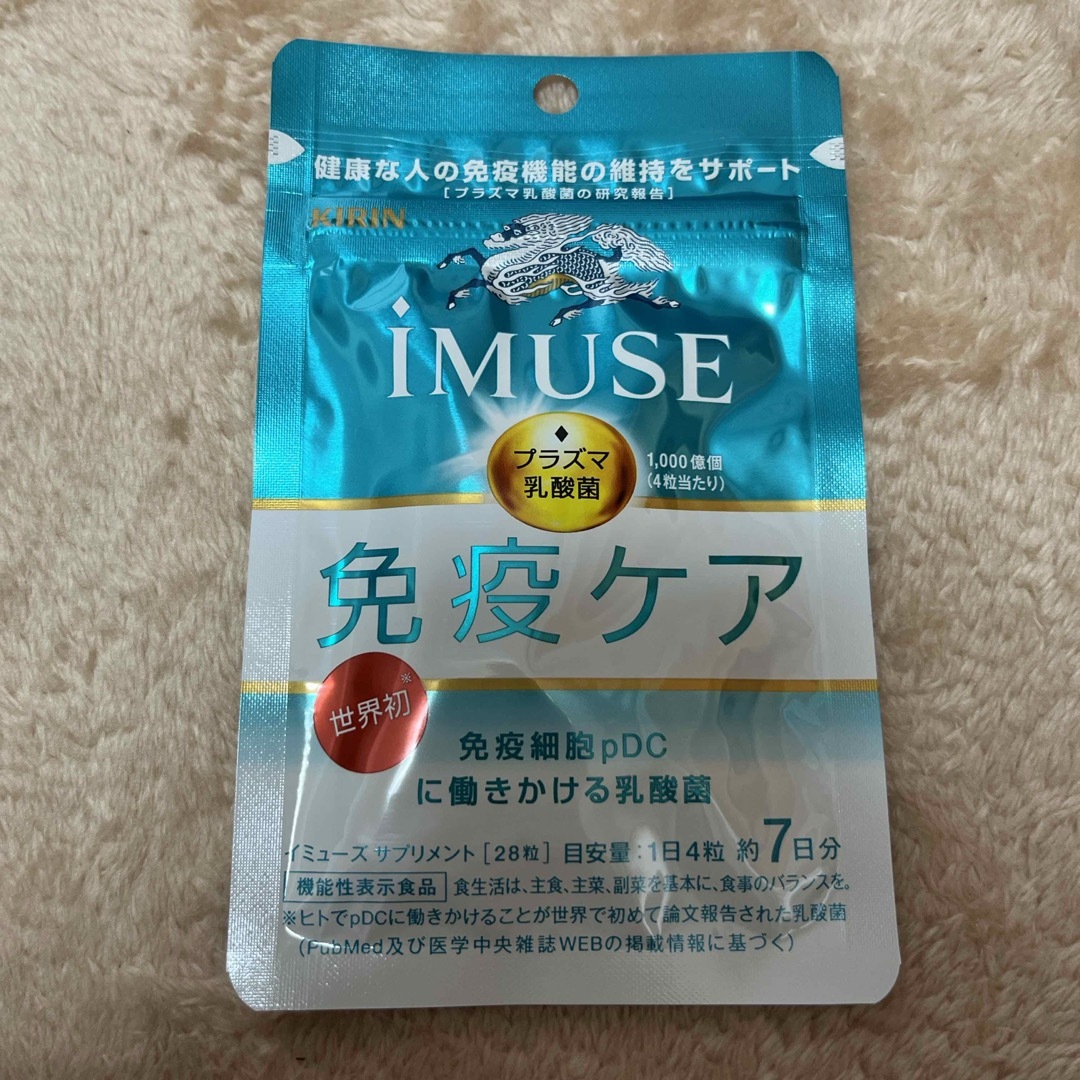 健康な人の免疫機能の維持をサポート
[プラズマ乳酸菌の研究報告]
KIRIN
iMUSE
プラズマ
乳酸菌
1,000億個
(4粒当たり)
免疫ケア
世界初※
免疫細胞pDC
に働きかける乳酸菌
イミューズ サプリメント [28粒] 目安量:1日4粒 約7日分
機能性表示食品 食生活は、主食、主菜、副菜を基本に、食事のバランスを。
※ヒトでpDCに働きかけることが世界で初めて論文報告された乳酸菌
(PubMed及び医学中央雑誌WEBの掲載情報に基づく)